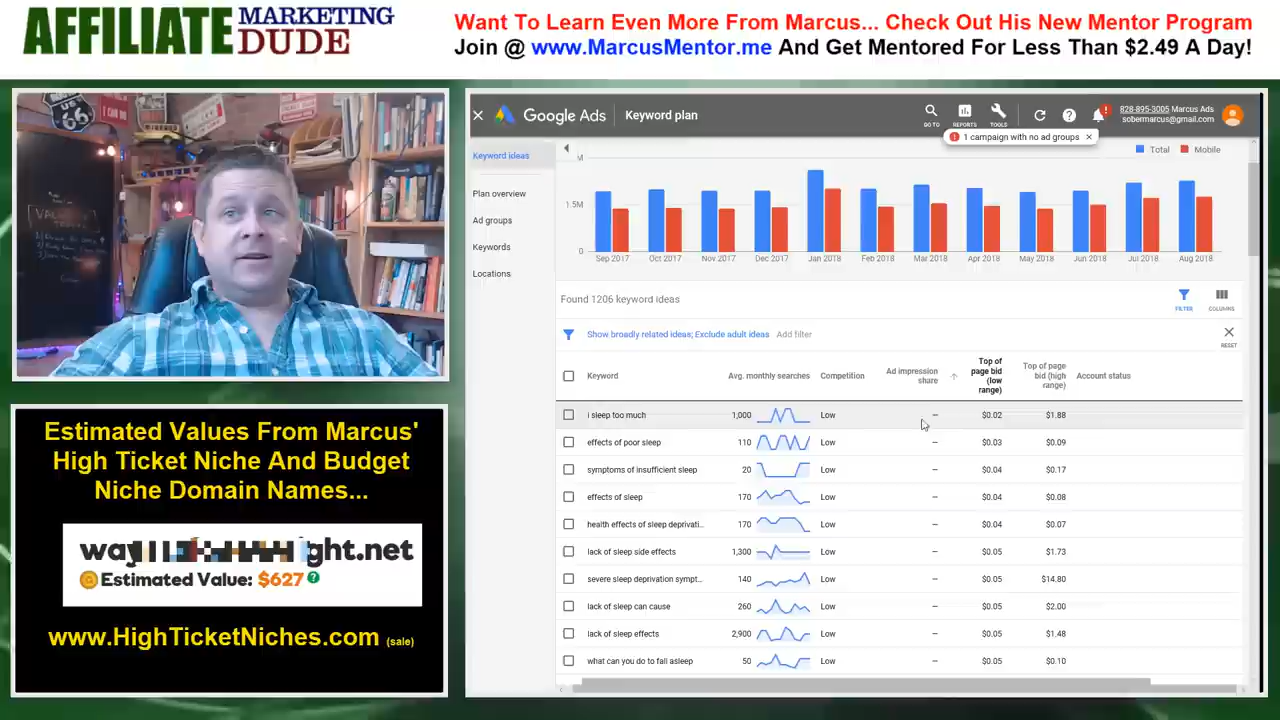 AFFILIATE MARKETING DUDE
Want To Learn Even More From Marcus... Check Out His New Mentor Program
Join @ www.MarcusMentor.me And Get Mentored For Less Than $2.49 A Day!
66
Google Ads Keyword plan
GO TO REPORTS TOOLS
828-895-3005 Marcus Ads
sobermarcus@gmail.com
1 campaign with no ad groups
Keyword ideas
Plan overview
Ad groups
Keywords
Locations
Total Mobile
M
1.5M
0
Sep 2017 Oct 2017 Nov 2017 Dec 2017 Jan 2018 Feb 2018 Mar 2018 Apr 2018 May 2018 Jun 2018 Jul 2018 Aug 2018
Found 1206 keyword ideas
FILTER COLUMNS
Show broadly related ideas; Exclude adult ideas Add filter
RESET
Keyword Avg. monthly searches Competition Ad impression share Top of page bid (low range) Top of page bid (high range) Account status
i sleep too much 1,000 Low – $0.02 $1.88
effects of poor sleep 110 Low – $0.03 $0.09
symptoms of insufficient sleep 20 Low – $0.04 $0.17
effects of sleep 170 Low – $0.04 $0.08
health effects of sleep deprivati... 170 Low – $0.04 $0.07
lack of sleep side effects 1,300 Low – $0.05 $1.73
severe sleep deprivation sympt... 140 Low – $0.05 $14.80
lack of sleep can cause 260 Low – $0.05 $2.00
lack of sleep effects 2,900 Low – $0.05 $1.48
what can you do to fall asleep 50 Low – $0.05 $0.10
Estimated Values From Marcus'
High Ticket Niche And Budget
Niche Domain Names...
ght.net
Estimated Value: $627
www.HighTicketNiches.com (sale)